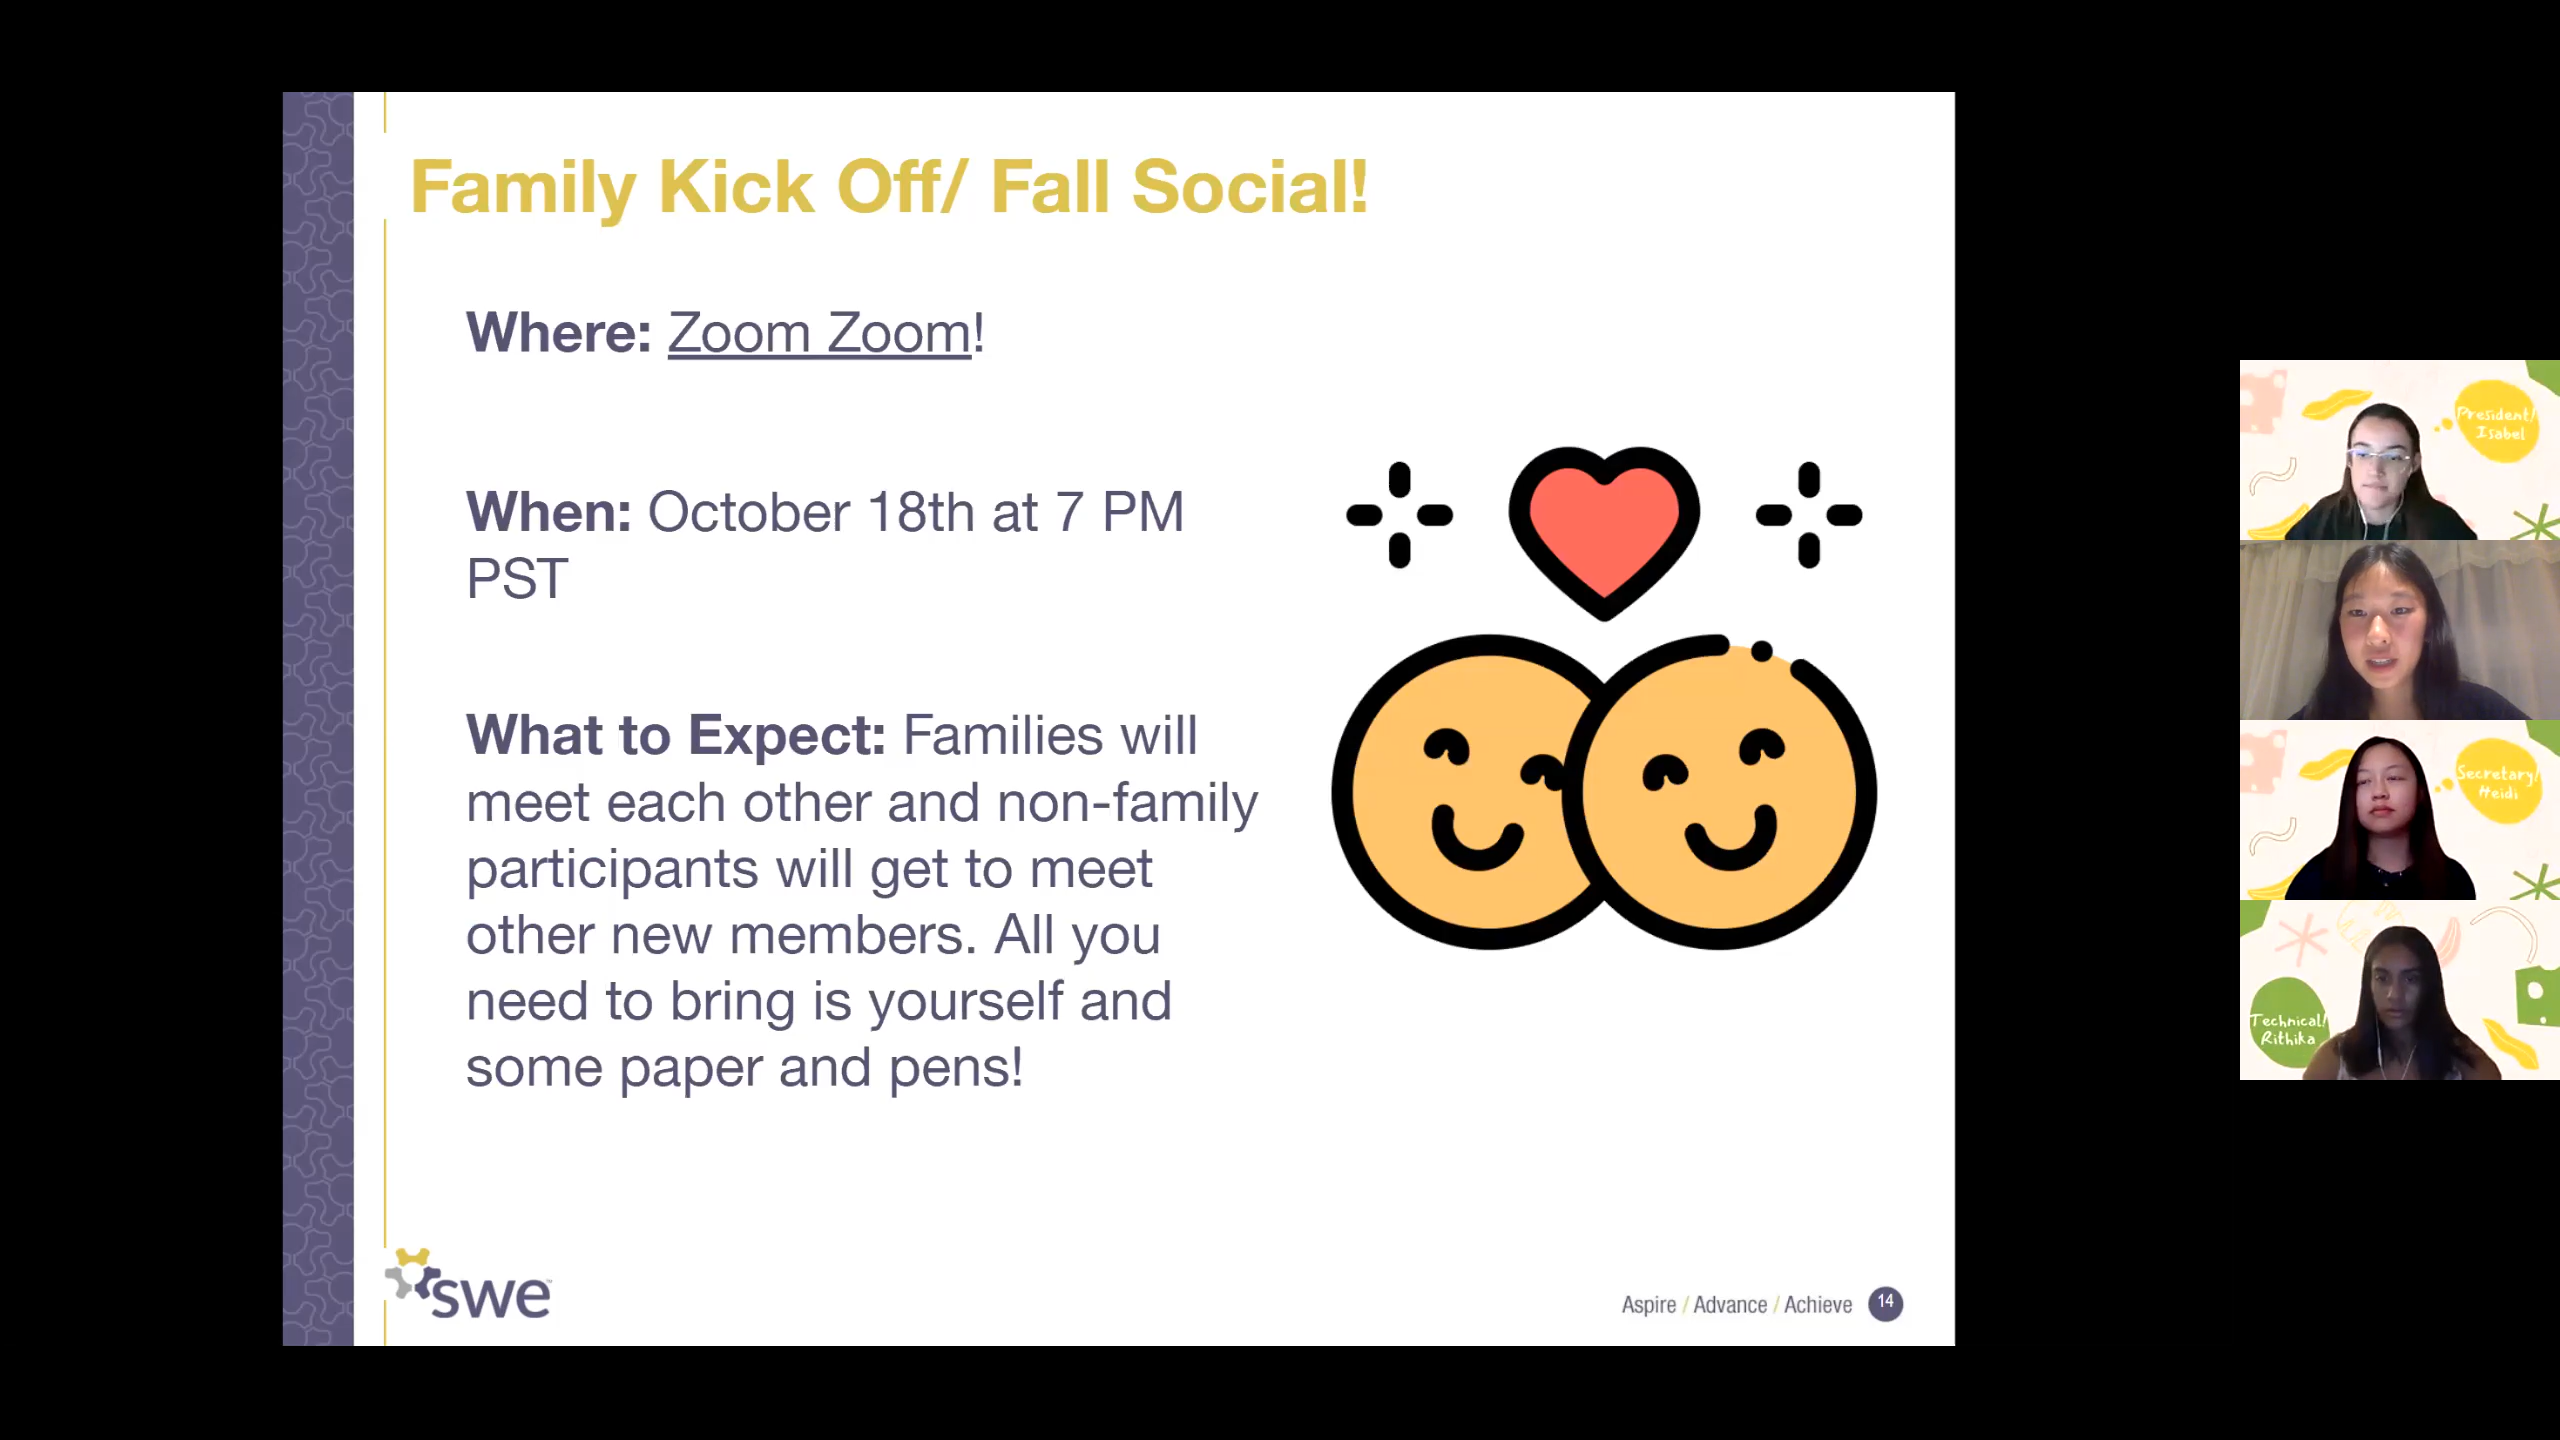 Family Kick Off/ Fall Social!
Where: Zoom Zoom!
When: October 18th at 7 PM
PST
What to Expect: Families will
meet each other and non-family
participants will get to meet
other new members. All you
need to bring is yourself and
some paper and pens!
swe
Aspire / Advance / Achieve 14
President/
Isabel
Secretary/
Heidi
Technical/
Rithika